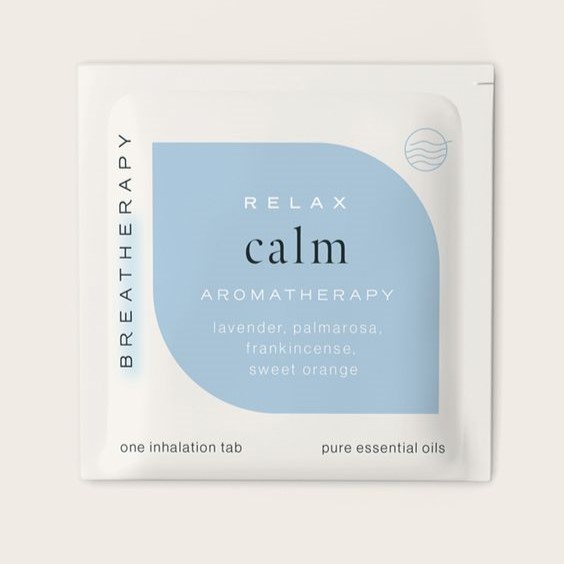 BREATHERAPY
RELAX
calm
AROMATHERAPY
lavender, palmarosa,
frankincense,
sweet orange
one inhalation tab
pure essential oils